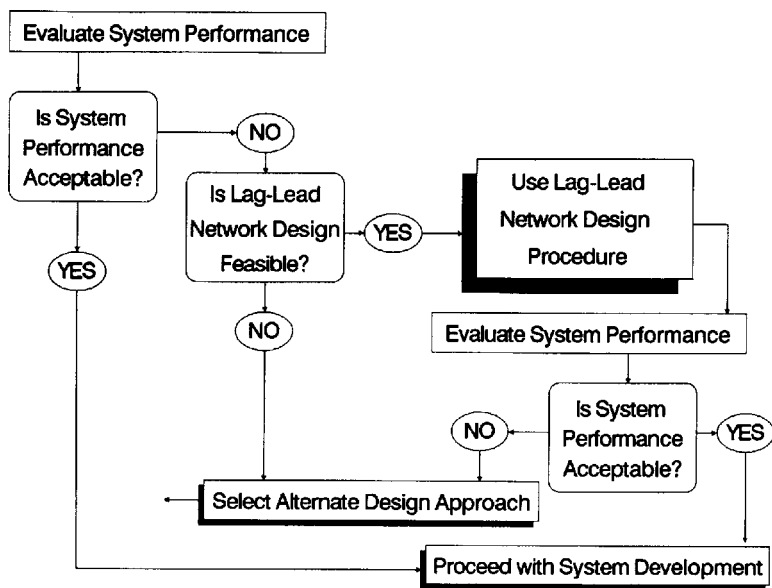 Evaluate System Performance
Is System
Performance
Acceptable?
NO
YES
Is Lag-Lead
Network Design
Feasible?
YES
NO
Use Lag-Lead
Network Design
Procedure
Evaluate System Performance
Is System
Performance
Acceptable?
NO
YES
Select Alternate Design Approach
Proceed with System Development